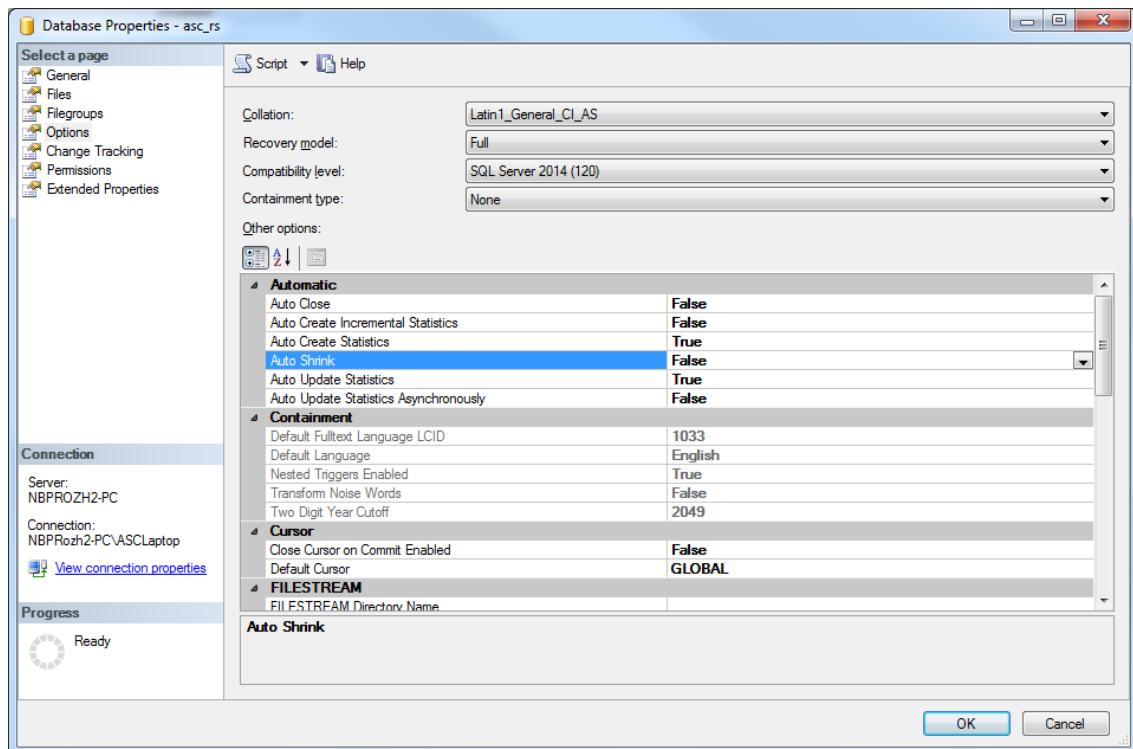 Database Properties - asc_rs
Select a page
General
Files
Filegroups
Options
Change Tracking
Permissions
Extended Properties
Connection
Server:
NBPROZH2-PC
Connection:
NBPRozh2-PC\ASCLaptop
View connection properties
Progress
Ready
Script Help
Collation: Latin1_General_CI_AS
Recovery model: Full
Compatibility level: SQL Server 2014 (120)
Containment type: None
Other options:
Automatic
Auto Close False
Auto Create Incremental Statistics False
Auto Create Statistics True
Auto Shrink False
Auto Update Statistics True
Auto Update Statistics Asynchronously False
Containment
Default Fulltext Language LCID 1033
Default Language English
Nested Triggers Enabled True
Transform Noise Words False
Two Digit Year Cutoff 2049
Cursor
Close Cursor on Commit Enabled False
Default Cursor GLOBAL
FILESTREAM
FILESTREAM Directory Name
Auto Shrink
OK Cancel